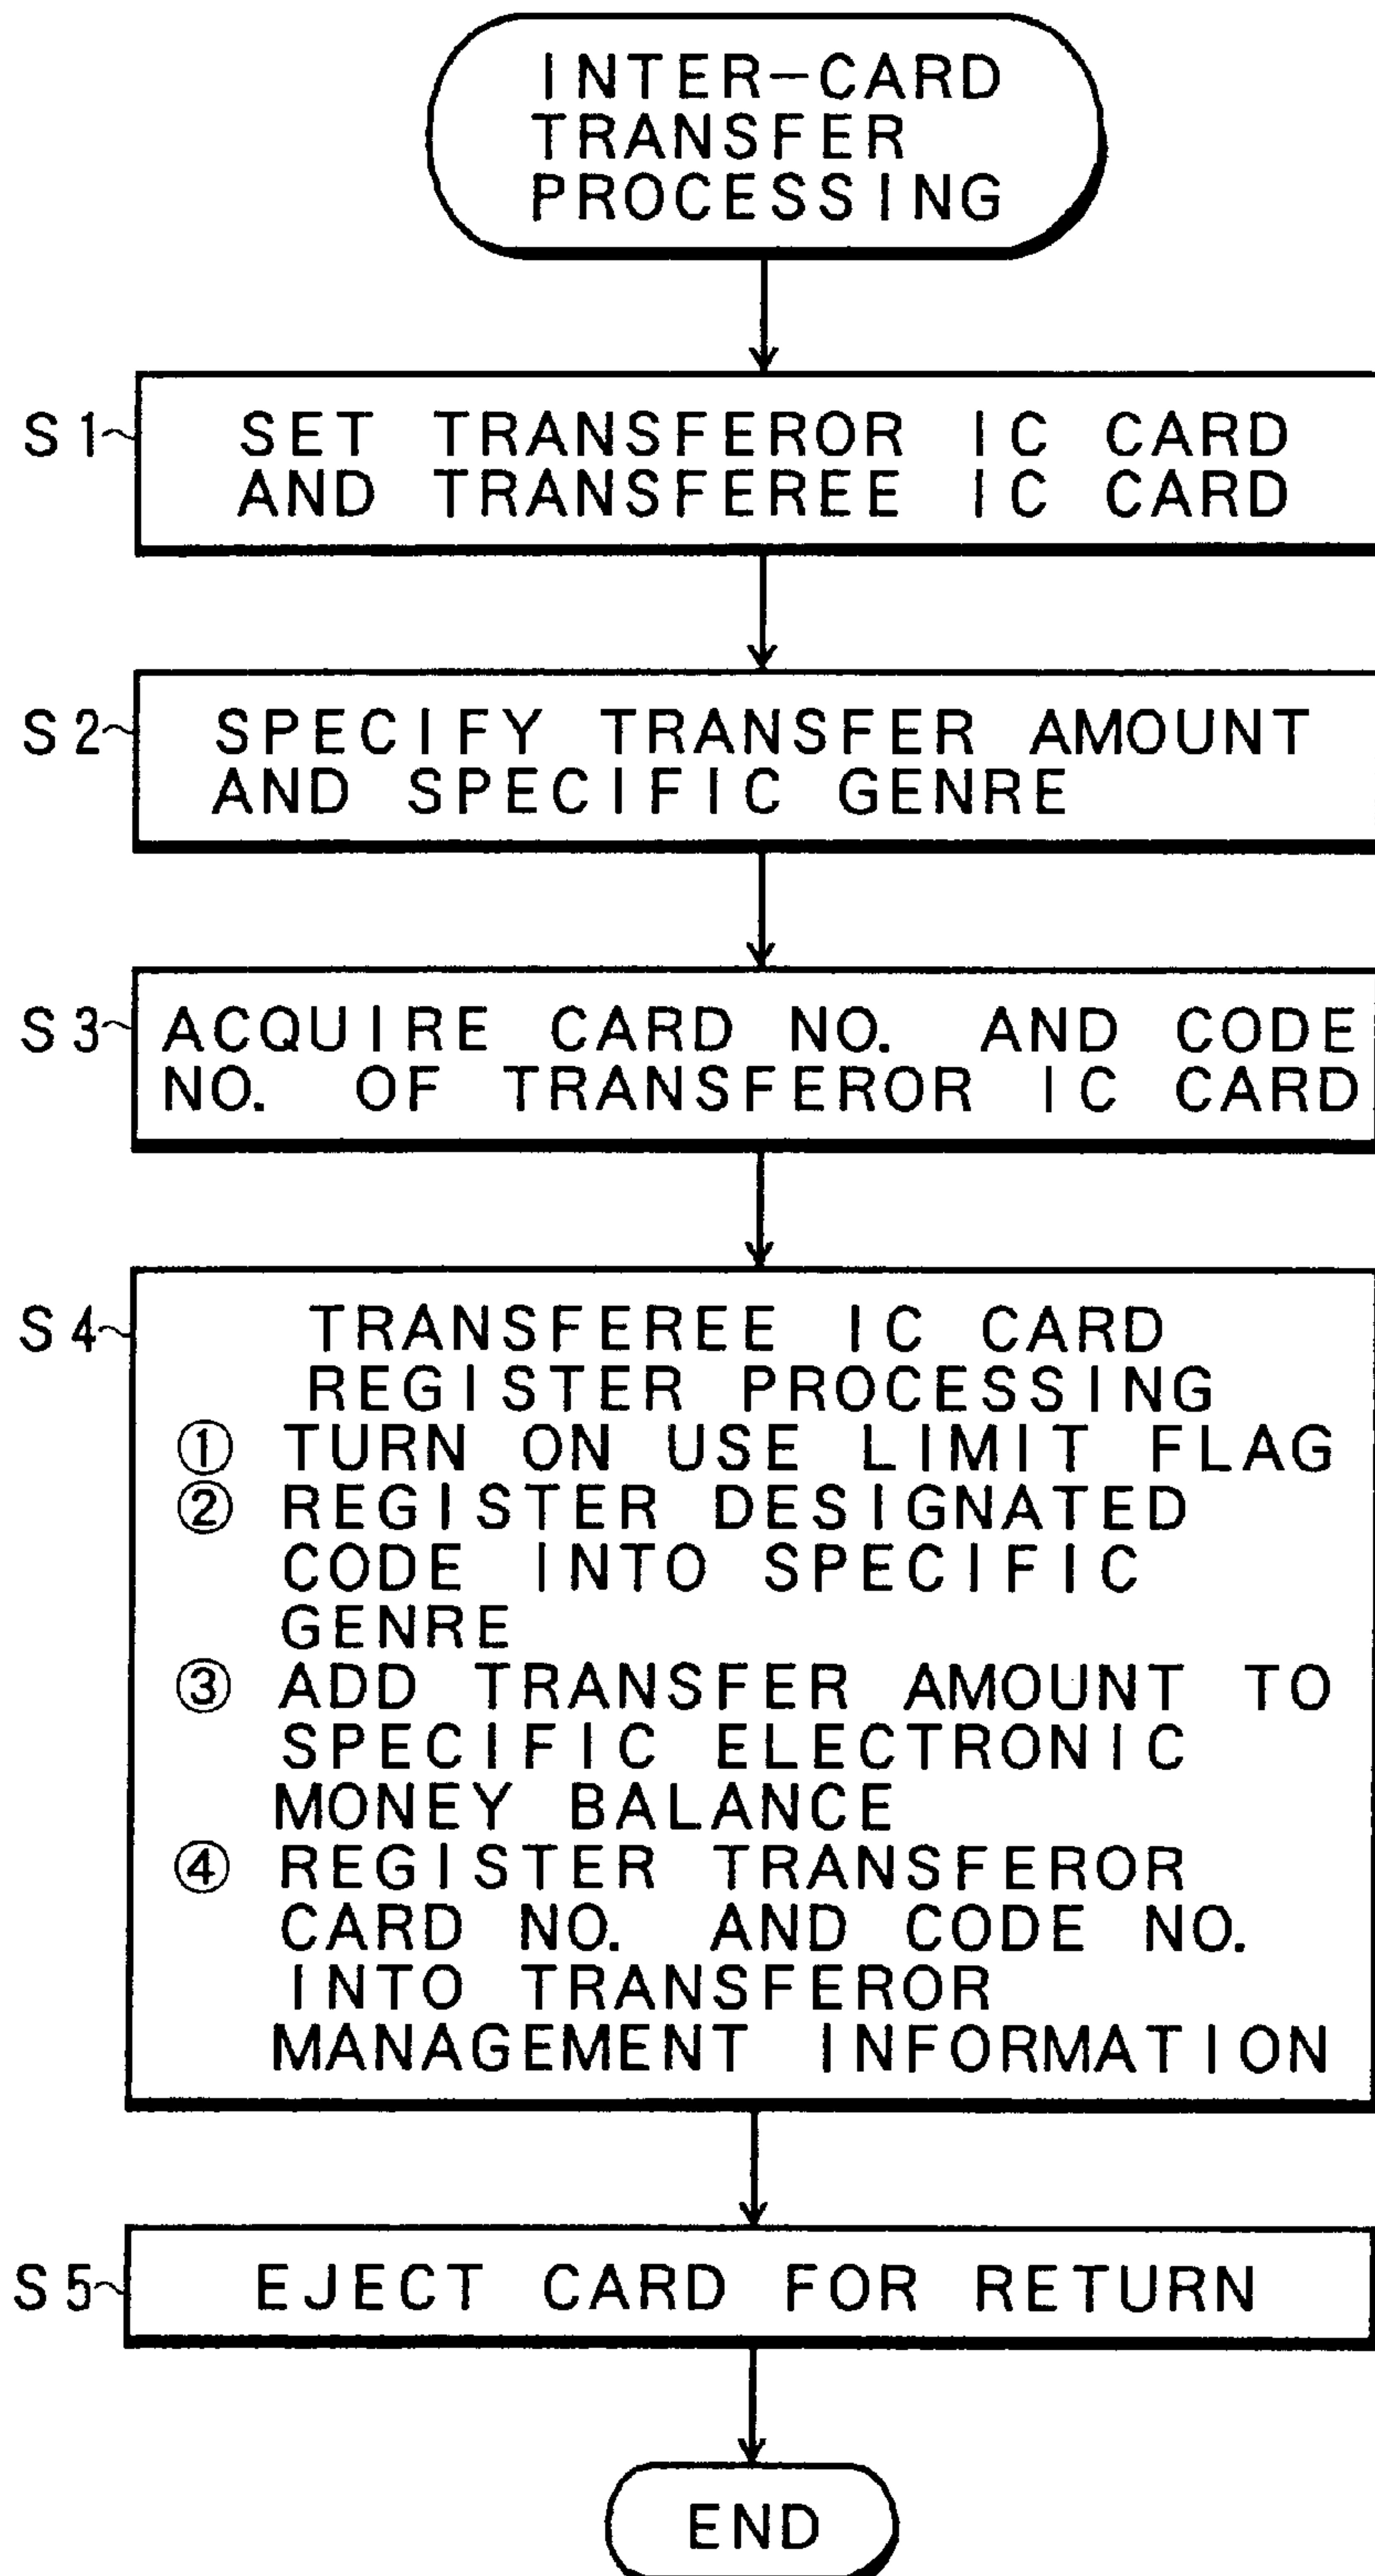 INTER-CARD
TRANSFER
PROCESSING
S1
SET TRANSFEROR IC CARD
AND TRANSFEREE IC CARD
S2
SPECIFY TRANSFER AMOUNT
AND SPECIFIC GENRE
S3
ACQUIRE CARD NO. AND CODE
NO. OF TRANSFEROR IC CARD
S4
TRANSFEREE IC CARD
REGISTER PROCESSING
① TURN ON USE LIMIT FLAG
② REGISTER DESIGNATED
CODE INTO SPECIFIC
GENRE
③ ADD TRANSFER AMOUNT TO
SPECIFIC ELECTRONIC
MONEY BALANCE
④ REGISTER TRANSFEROR
CARD NO. AND CODE NO.
INTO TRANSFEROR
MANAGEMENT INFORMATION
S5
EJECT CARD FOR RETURN
END